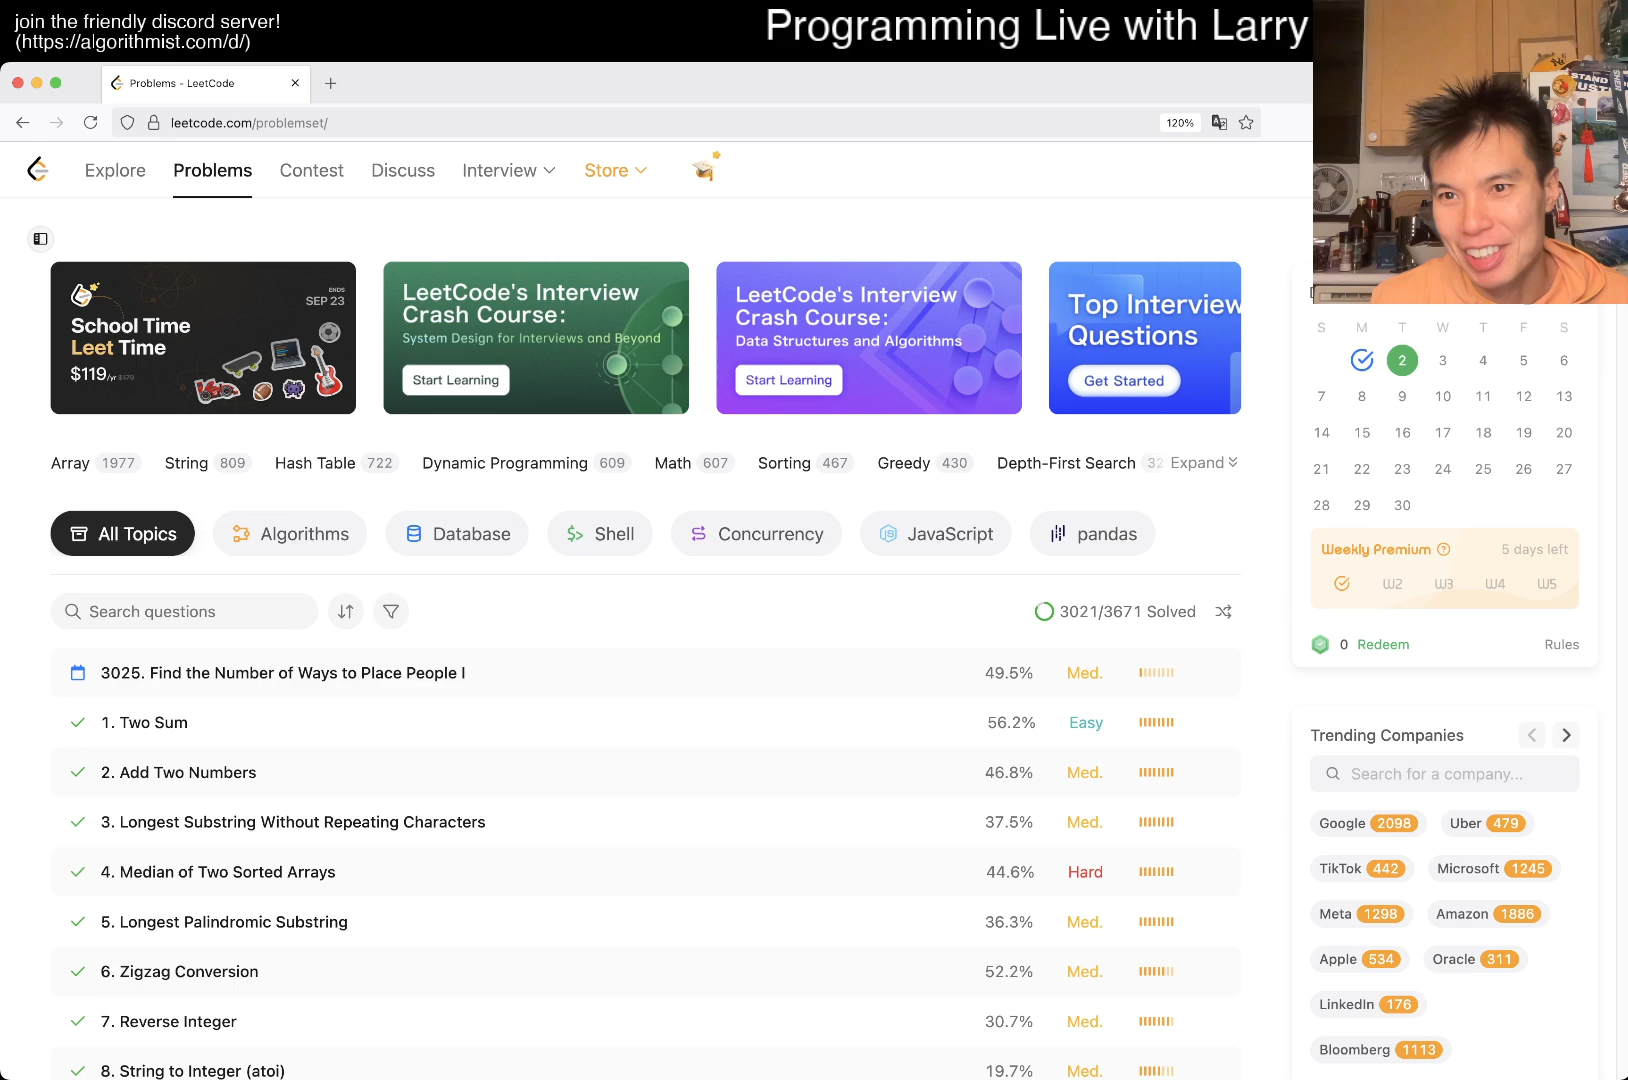 join the friendly discord server!
(https://algorithmist.com/d/)
Programming Live with Larry
Problems - LeetCode
leetcode.com/problemset/
120%
Explore Problems Contest Discuss Interview Store
ENDS
SEP 23
School Time
Leet Time
$119/yr $179
LeetCode's Interview
Crash Course:
System Design for Interviews and Beyond
Start Learning
LeetCode's Interview
Crash Course:
Data Structures and Algorithms
Start Learning
Top Interview
Questions
Get Started
Array 1977 String 809 Hash Table 722 Dynamic Programming 609 Math 607 Sorting 467 Greedy 430 Depth-First Search 32 Expand
All Topics Algorithms Database Shell Concurrency JavaScript pandas
Search questions
3021/3671 Solved
3025. Find the Number of Ways to Place People I 49.5% Med.
1. Two Sum 56.2% Easy
2. Add Two Numbers 46.8% Med.
3. Longest Substring Without Repeating Characters 37.5% Med.
4. Median of Two Sorted Arrays 44.6% Hard
5. Longest Palindromic Substring 36.3% Med.
6. Zigzag Conversion 52.2% Med.
7. Reverse Integer 30.7% Med.
8. String to Integer (atoi) 19.7% Med.
STAND
S M T W T F S
2 3 4 5 6
7 8 9 10 11 12 13
14 15 16 17 18 19 20
21 22 23 24 25 26 27
28 29 30
Weekly Premium 5 days left
W2 W3 W4 W5
0 Redeem Rules
Trending Companies
Search for a company...
Google 2098 Uber 479
TikTok 442 Microsoft 1245
Meta 1298 Amazon 1886
Apple 534 Oracle 311
LinkedIn 176
Bloomberg 1113